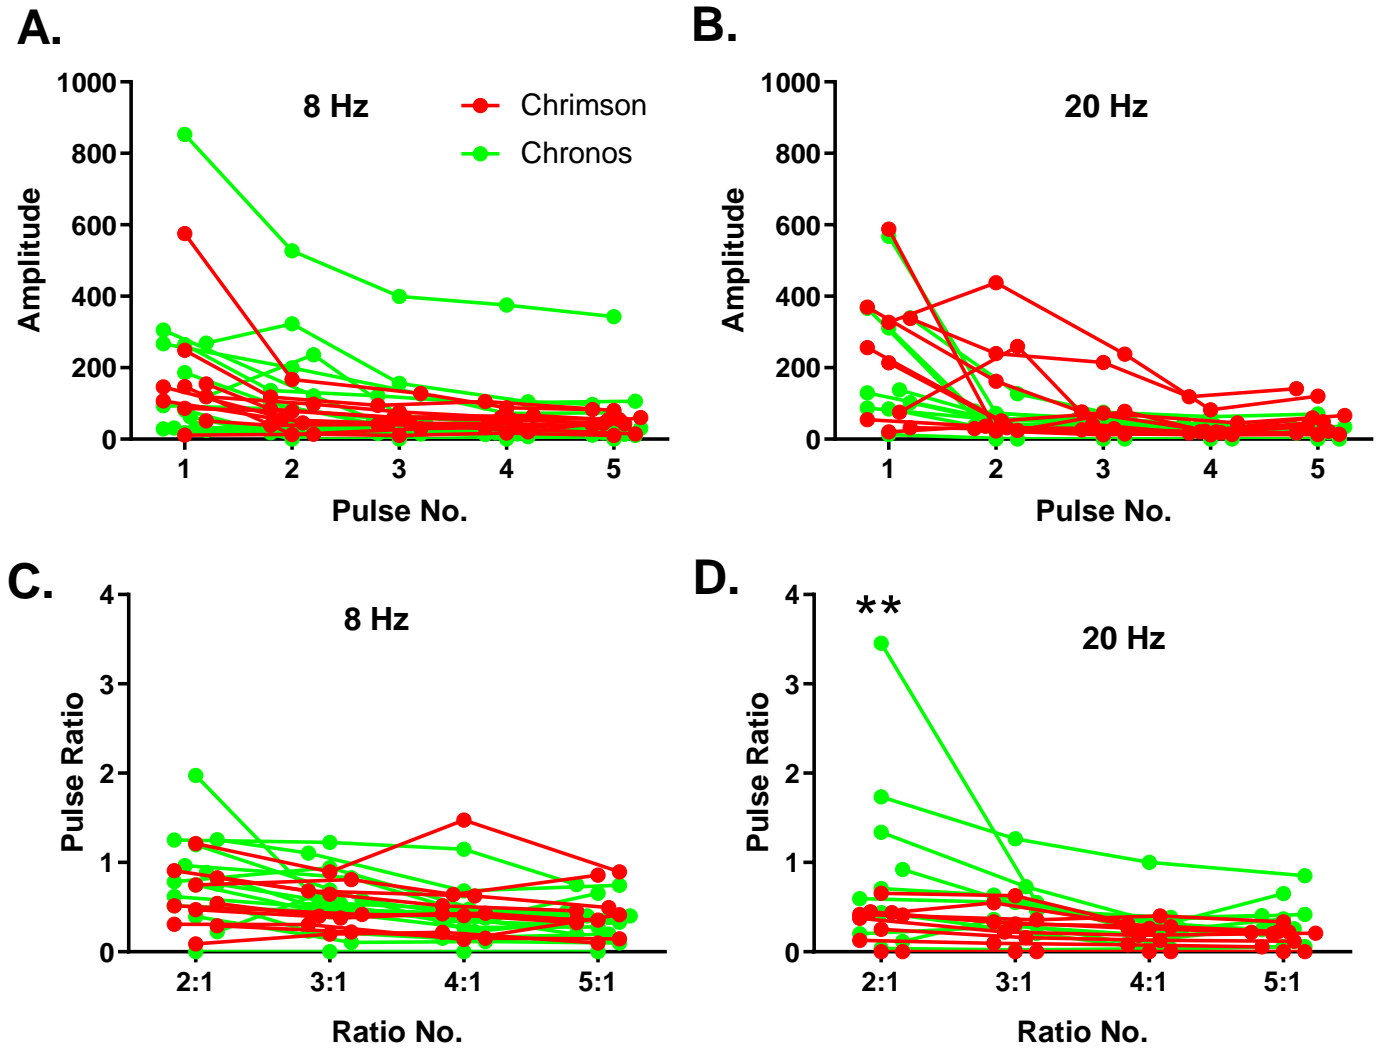 A.
1000
800
600
400
200
0
Amplitude
8 Hz
Chrimson
Chronos
1 2 3 4 5
Pulse No.
B.
1000
800
600
400
200
0
Amplitude
20 Hz
1 2 3 4 5
Pulse No.
C.
4
3
2
1
0
Pulse Ratio
8 Hz
2:1 3:1 4:1 5:1
Ratio No.
D.
4
3
2
1
0
Pulse Ratio
**
20 Hz
2:1 3:1 4:1 5:1
Ratio No.